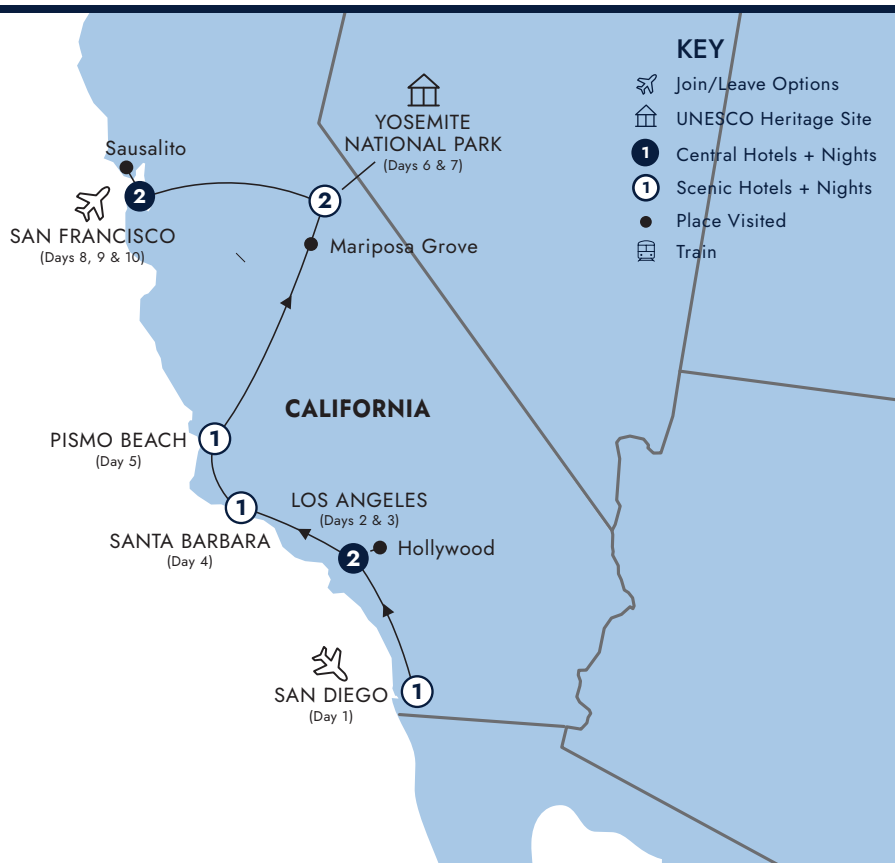 KEY
Join/Leave Options
UNESCO Heritage Site
1 Central Hotels + Nights
1 Scenic Hotels + Nights
Place Visited
Train
YOSEMITE
NATIONAL PARK
(Days 6 & 7)
Sausalito
2
2
SAN FRANCISCO
(Days 8, 9 & 10)
Mariposa Grove
CALIFORNIA
PISMO BEACH
(Day 5)
1
LOS ANGELES
(Days 2 & 3)
1
SANTA BARBARA
(Day 4)
Hollywood
2
SAN DIEGO
(Day 1)
1